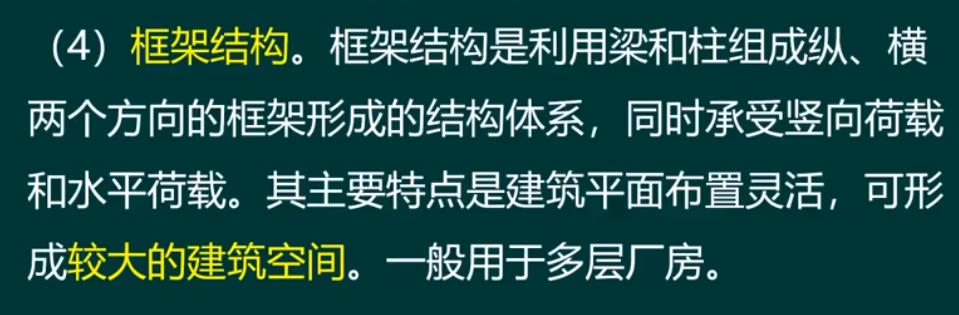 （4）框架结构。框架结构是利用梁和柱组成纵、横
两个方向的框架形成的结构体系，同时承受竖向荷载
和水平荷载。其主要特点是建筑平面布置灵活，可形
成较大的建筑空间。一般用于多层厂房。